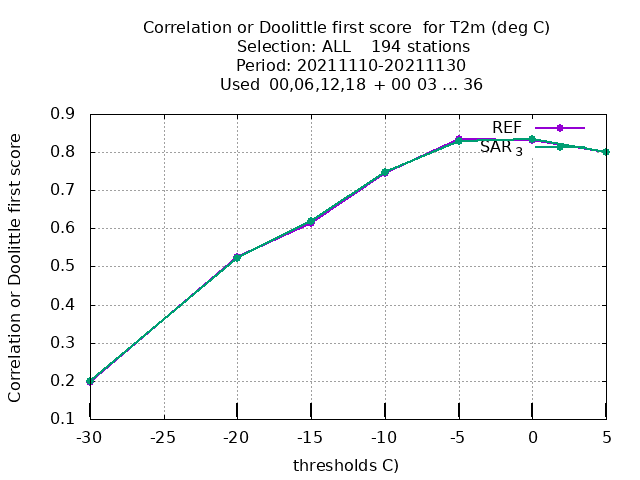 Correlation or Doolittle first score  for T2m (deg C)
Selection: ALL    194 stations
Period: 20211110-20211130
Used  00,06,12,18  + 00 03 ... 36
Correlation or Doolittle first score
0.9
0.8
0.7
0.6
0.5
0.4
0.3
0.2
0.1
REF
SAR 3
-30 -25 -20 -15 -10 -5 0 5
thresholds C)